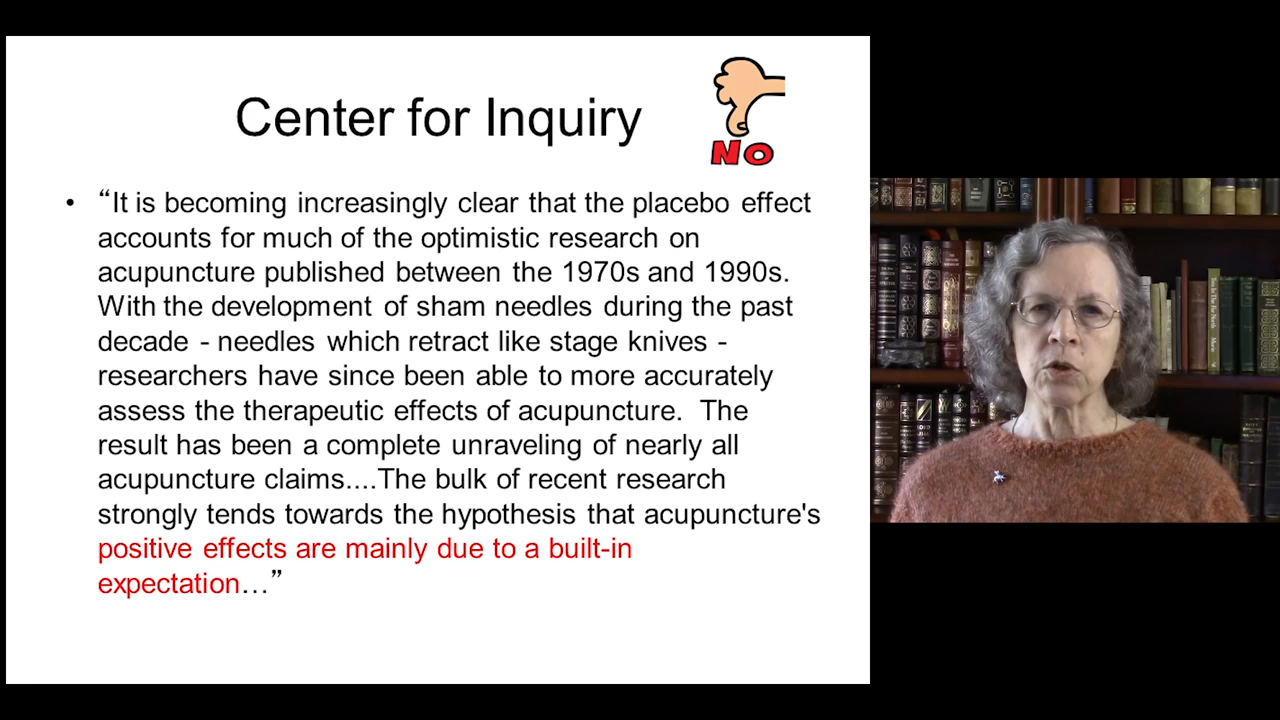 Center for Inquiry
NO
• “It is becoming increasingly clear that the placebo effect
accounts for much of the optimistic research on
acupuncture published between the 1970s and 1990s.
With the development of sham needles during the past
decade - needles which retract like stage knives -
researchers have since been able to more accurately
assess the therapeutic effects of acupuncture.  The
result has been a complete unraveling of nearly all
acupuncture claims....The bulk of recent research
strongly tends towards the hypothesis that acupuncture's
positive effects are mainly due to a built-in
expectation…”